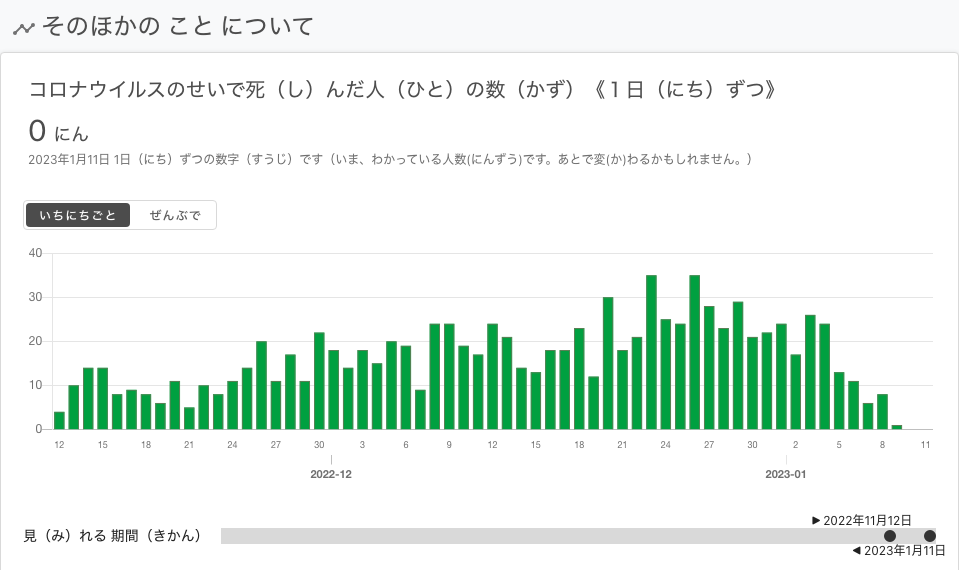 そのほかの こと について
コロナウイルスのせいで死（し）んだ人（ひと）の数（かず）《１日（にち）ずつ》
0 にん
2023年1月11日 1日（にち）ずつの数字（すうじ）です（いま、わかっている人数(にんずう)です。あとで変(か)わるかもしれません。）
いちにちごと ぜんぶで
40
30
20
10
0
12 15 18 21 24 27 30 3 6 9 12 15 18 21 24 27 30 2 5 8 11
2022-12 2023-01
▶ 2022年11月12日
見（み）れる 期間（きかん）
◀ 2023年1月11日